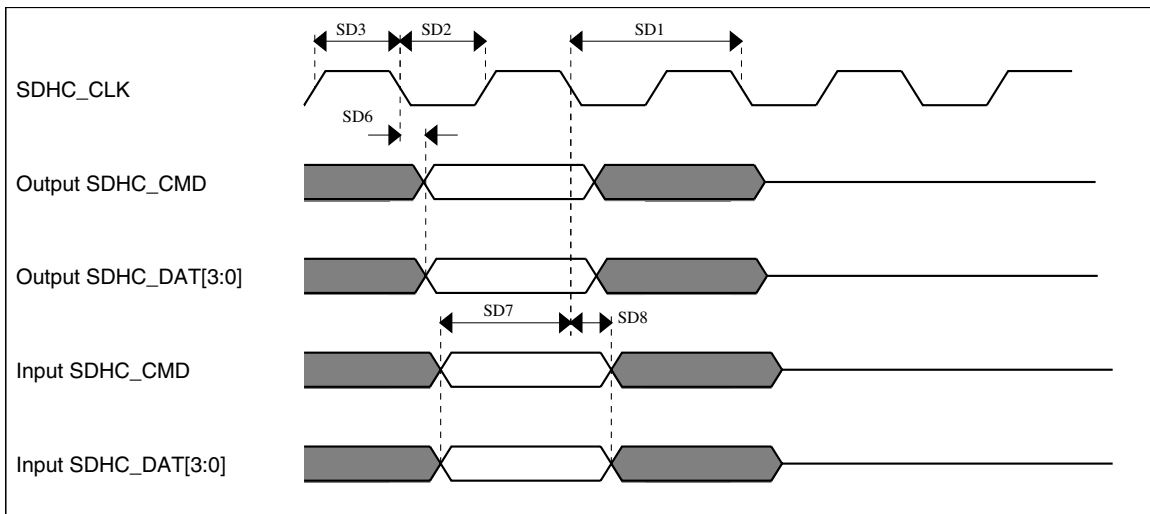 SD3
SD2
SD1
SDHC_CLK
SD6
Output SDHC_CMD
Output SDHC_DAT[3:0]
SD7
SD8
Input SDHC_CMD
Input SDHC_DAT[3:0]